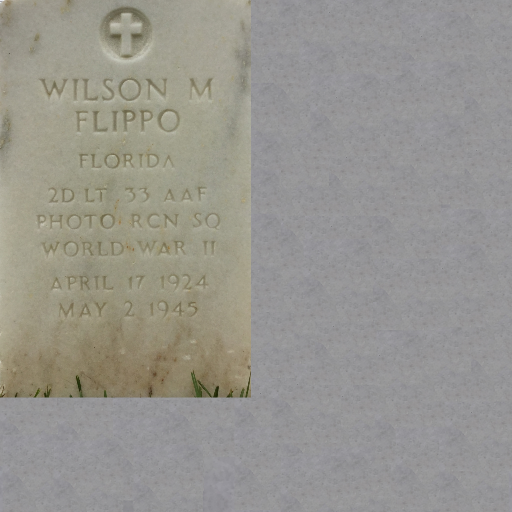 WILSON M
FLIPPO
FLORIDA
2D LT 33 AAF
PHOTO RCN SQ
WORLD WAR II
APRIL 17 1924
MAY 2 1945